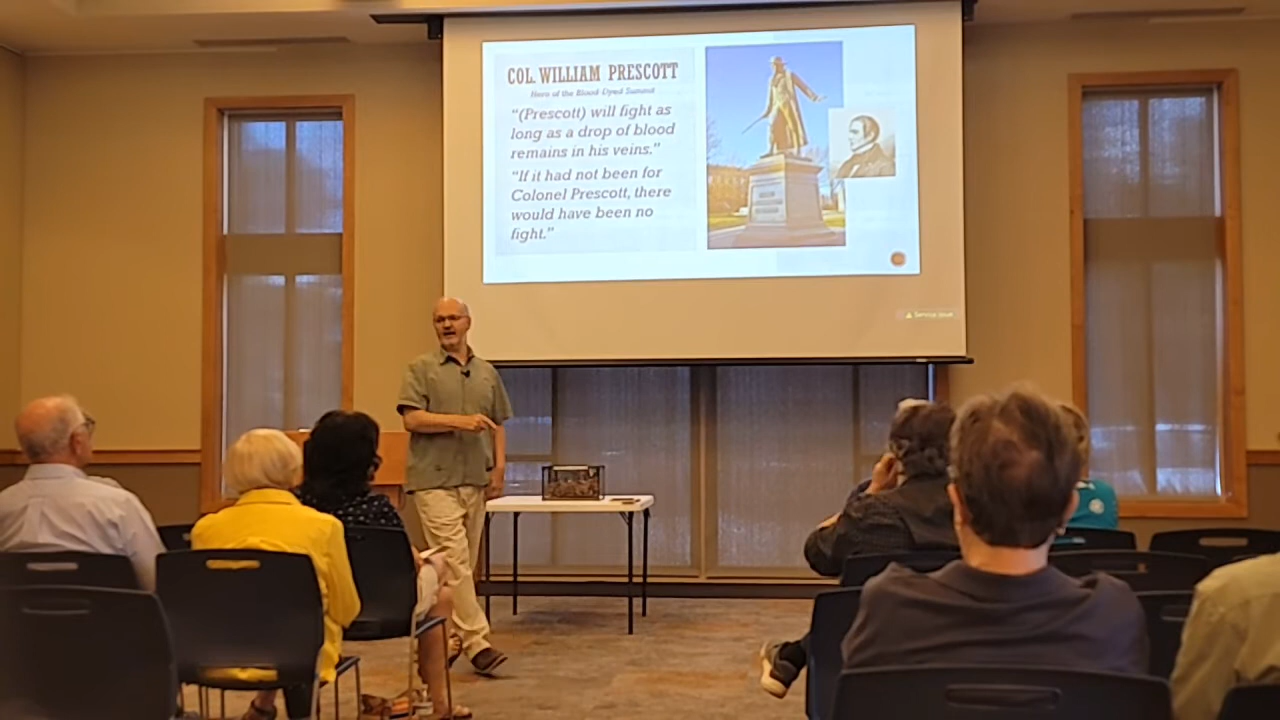 COL. WILLIAM PRESCOTT
Hero of the Blood-Dyed Summit
"(Prescott) will fight as
long as a drop of blood
remains in his veins."
"If it had not been for
Colonel Prescott, there
would have been no
fight."